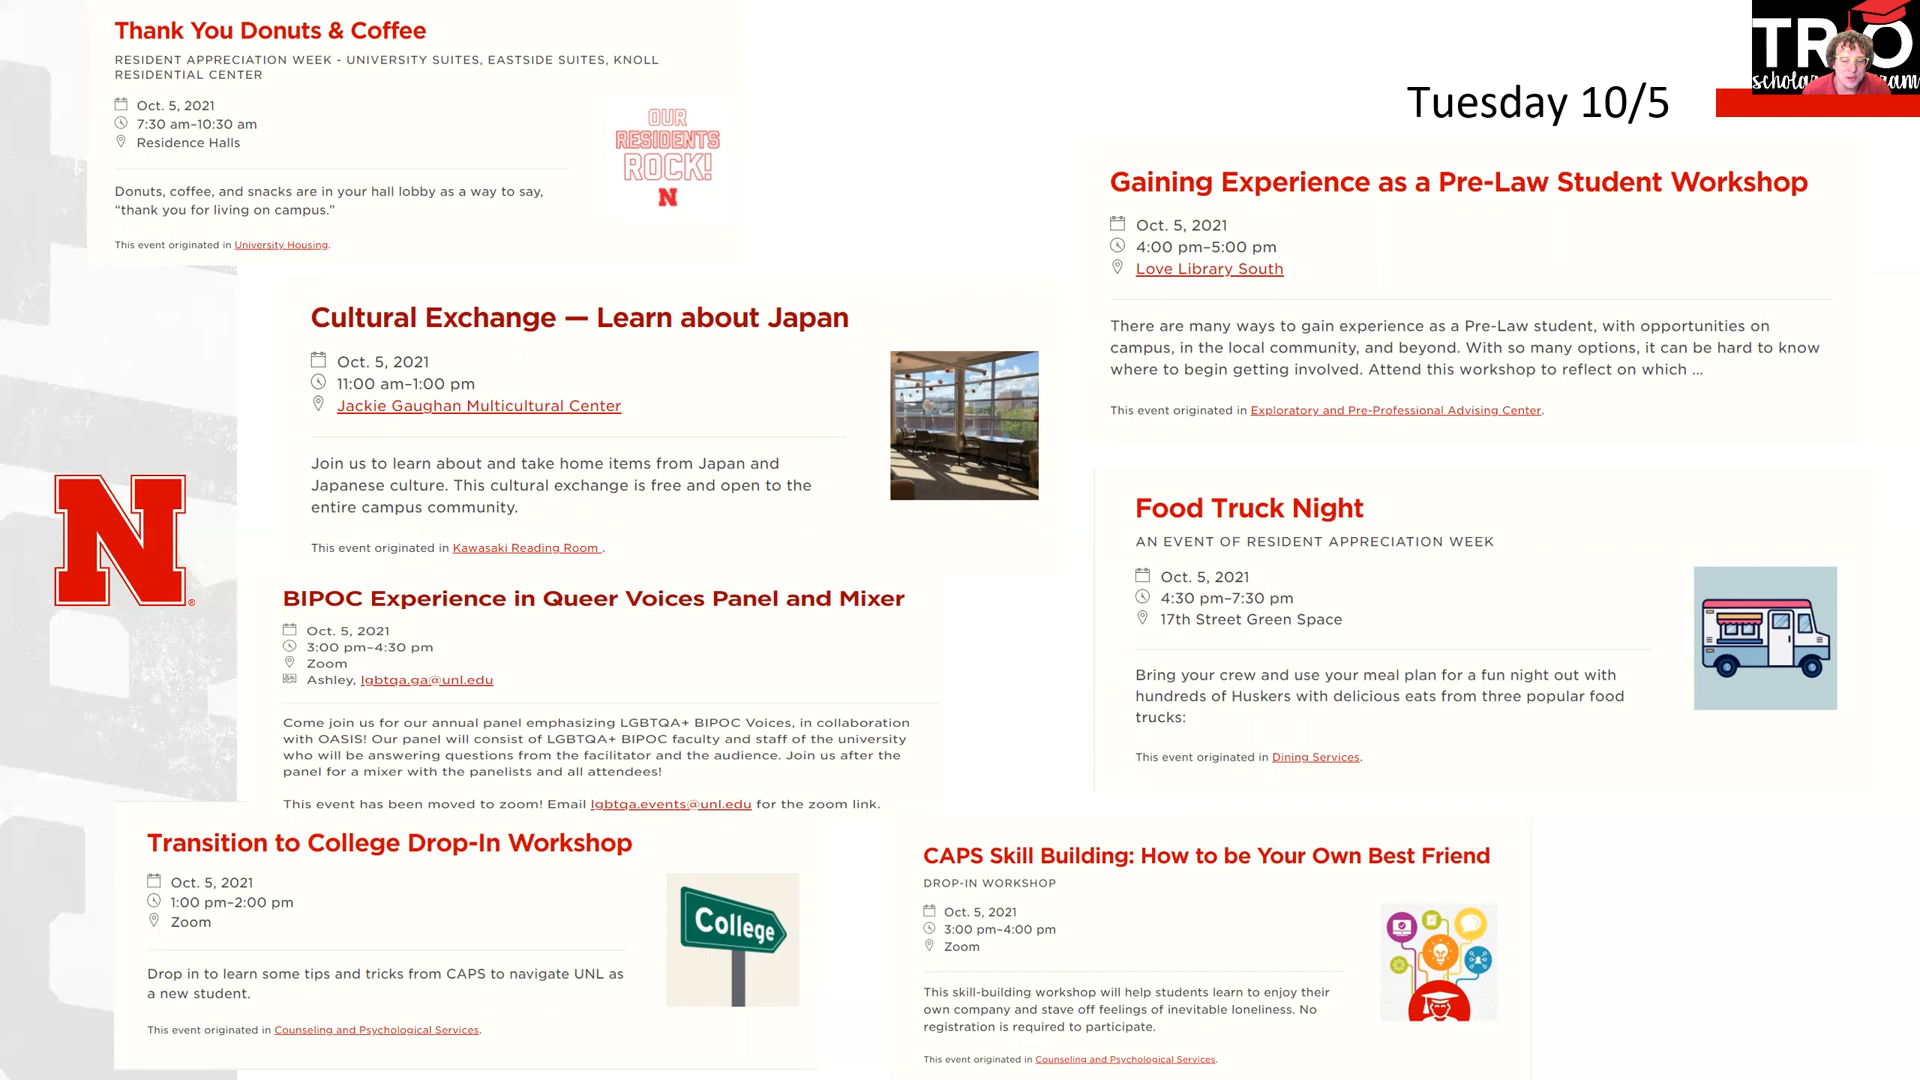 Thank You Donuts & Coffee
RESIDENT APPRECIATION WEEK - UNIVERSITY SUITES, EASTSIDE SUITES, KNOLL
RESIDENTIAL CENTER
Oct. 5, 2021
7:30 am–10:30 am
Residence Halls
OUR
RESIDENTS
ROCK!
N
Donuts, coffee, and snacks are in your hall lobby as a way to say,
“thank you for living on campus.”
This event originated in University Housing.
Tuesday 10/5
TRIO
Gaining Experience as a Pre-Law Student Workshop
Oct. 5, 2021
4:00 pm–5:00 pm
Love Library South
There are many ways to gain experience as a Pre-Law student, with opportunities on
campus, in the local community, and beyond. With so many options, it can be hard to know
where to begin getting involved. Attend this workshop to reflect on which ...
This event originated in Exploratory and Pre-Professional Advising Center.
Cultural Exchange — Learn about Japan
Oct. 5, 2021
11:00 am–1:00 pm
Jackie Gaughan Multicultural Center
Join us to learn about and take home items from Japan and
Japanese culture. This cultural exchange is free and open to the
entire campus community.
This event originated in Kawasaki Reading Room .
N®
Food Truck Night
AN EVENT OF RESIDENT APPRECIATION WEEK
Oct. 5, 2021
4:30 pm–7:30 pm
17th Street Green Space
Bring your crew and use your meal plan for a fun night out with
hundreds of Huskers with delicious eats from three popular food
trucks:
This event originated in Dining Services.
BIPOC Experience in Queer Voices Panel and Mixer
Oct. 5, 2021
3:00 pm–4:30 pm
Zoom
Ashley, lgbtqa.ga@unl.edu
Come join us for our annual panel emphasizing LGBTQA+ BIPOC Voices, in collaboration
with OASIS! Our panel will consist of LGBTQA+ BIPOC faculty and staff of the university
who will be answering questions from the facilitator and the audience. Join us after the
panel for a mixer with the panelists and all attendees!
This event has been moved to zoom! Email lgbtqa.events@unl.edu for the zoom link.
Transition to College Drop-In Workshop
Oct. 5, 2021
1:00 pm–2:00 pm
Zoom
College
Drop in to learn some tips and tricks from CAPS to navigate UNL as
a new student.
This event originated in Counseling and Psychological Services.
CAPS Skill Building: How to be Your Own Best Friend
DROP-IN WORKSHOP
Oct. 5, 2021
3:00 pm–4:00 pm
Zoom
This skill-building workshop will help students learn to enjoy their
own company and stave off feelings of inevitable loneliness. No
registration is required to participate.
This event originated in Counseling and Psychological Services.